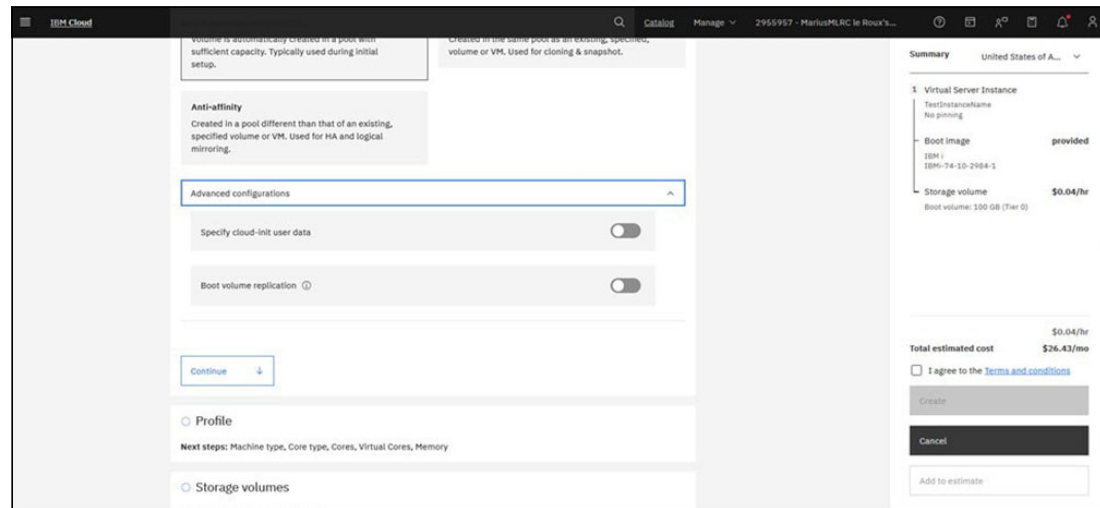 IBM Cloud
Catalog
Manage
2955957 - MariusMLRC le Roux's...
volume is automatically created in a pool with
sufficient capacity. Typically used during initial
setup.
Created in the same pool as an existing, specified,
volume or VM. Used for cloning & snapshot.
Anti-affinity
Created in a pool different than that of an existing,
specified volume or VM. Used for HA and logical
mirroring.
Advanced configurations
Specify cloud-init user data
Boot volume replication
Continue
Profile
Next steps: Machine type, Core type, Cores, Virtual Cores, Memory
Storage volumes
Summary
United States of A...
1 Virtual Server Instance
TestInstanceName
No pinning
Boot image provided
IBM i
IBMi-74-10-2984-1
Storage volume $0.04/hr
Boot volume: 100 GB (Tier 0)
$0.04/hr
Total estimated cost $26.43/mo
I agree to the Terms and conditions
Create
Cancel
Add to estimate